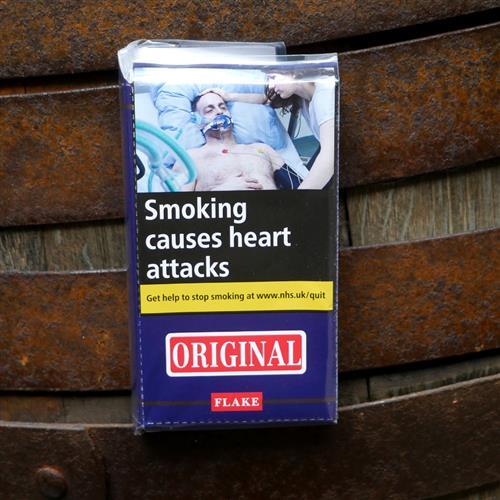 Smoking
causes heart
attacks
Get help to stop smoking at www.nhs.uk/quit
ORIGINAL
FLAKE